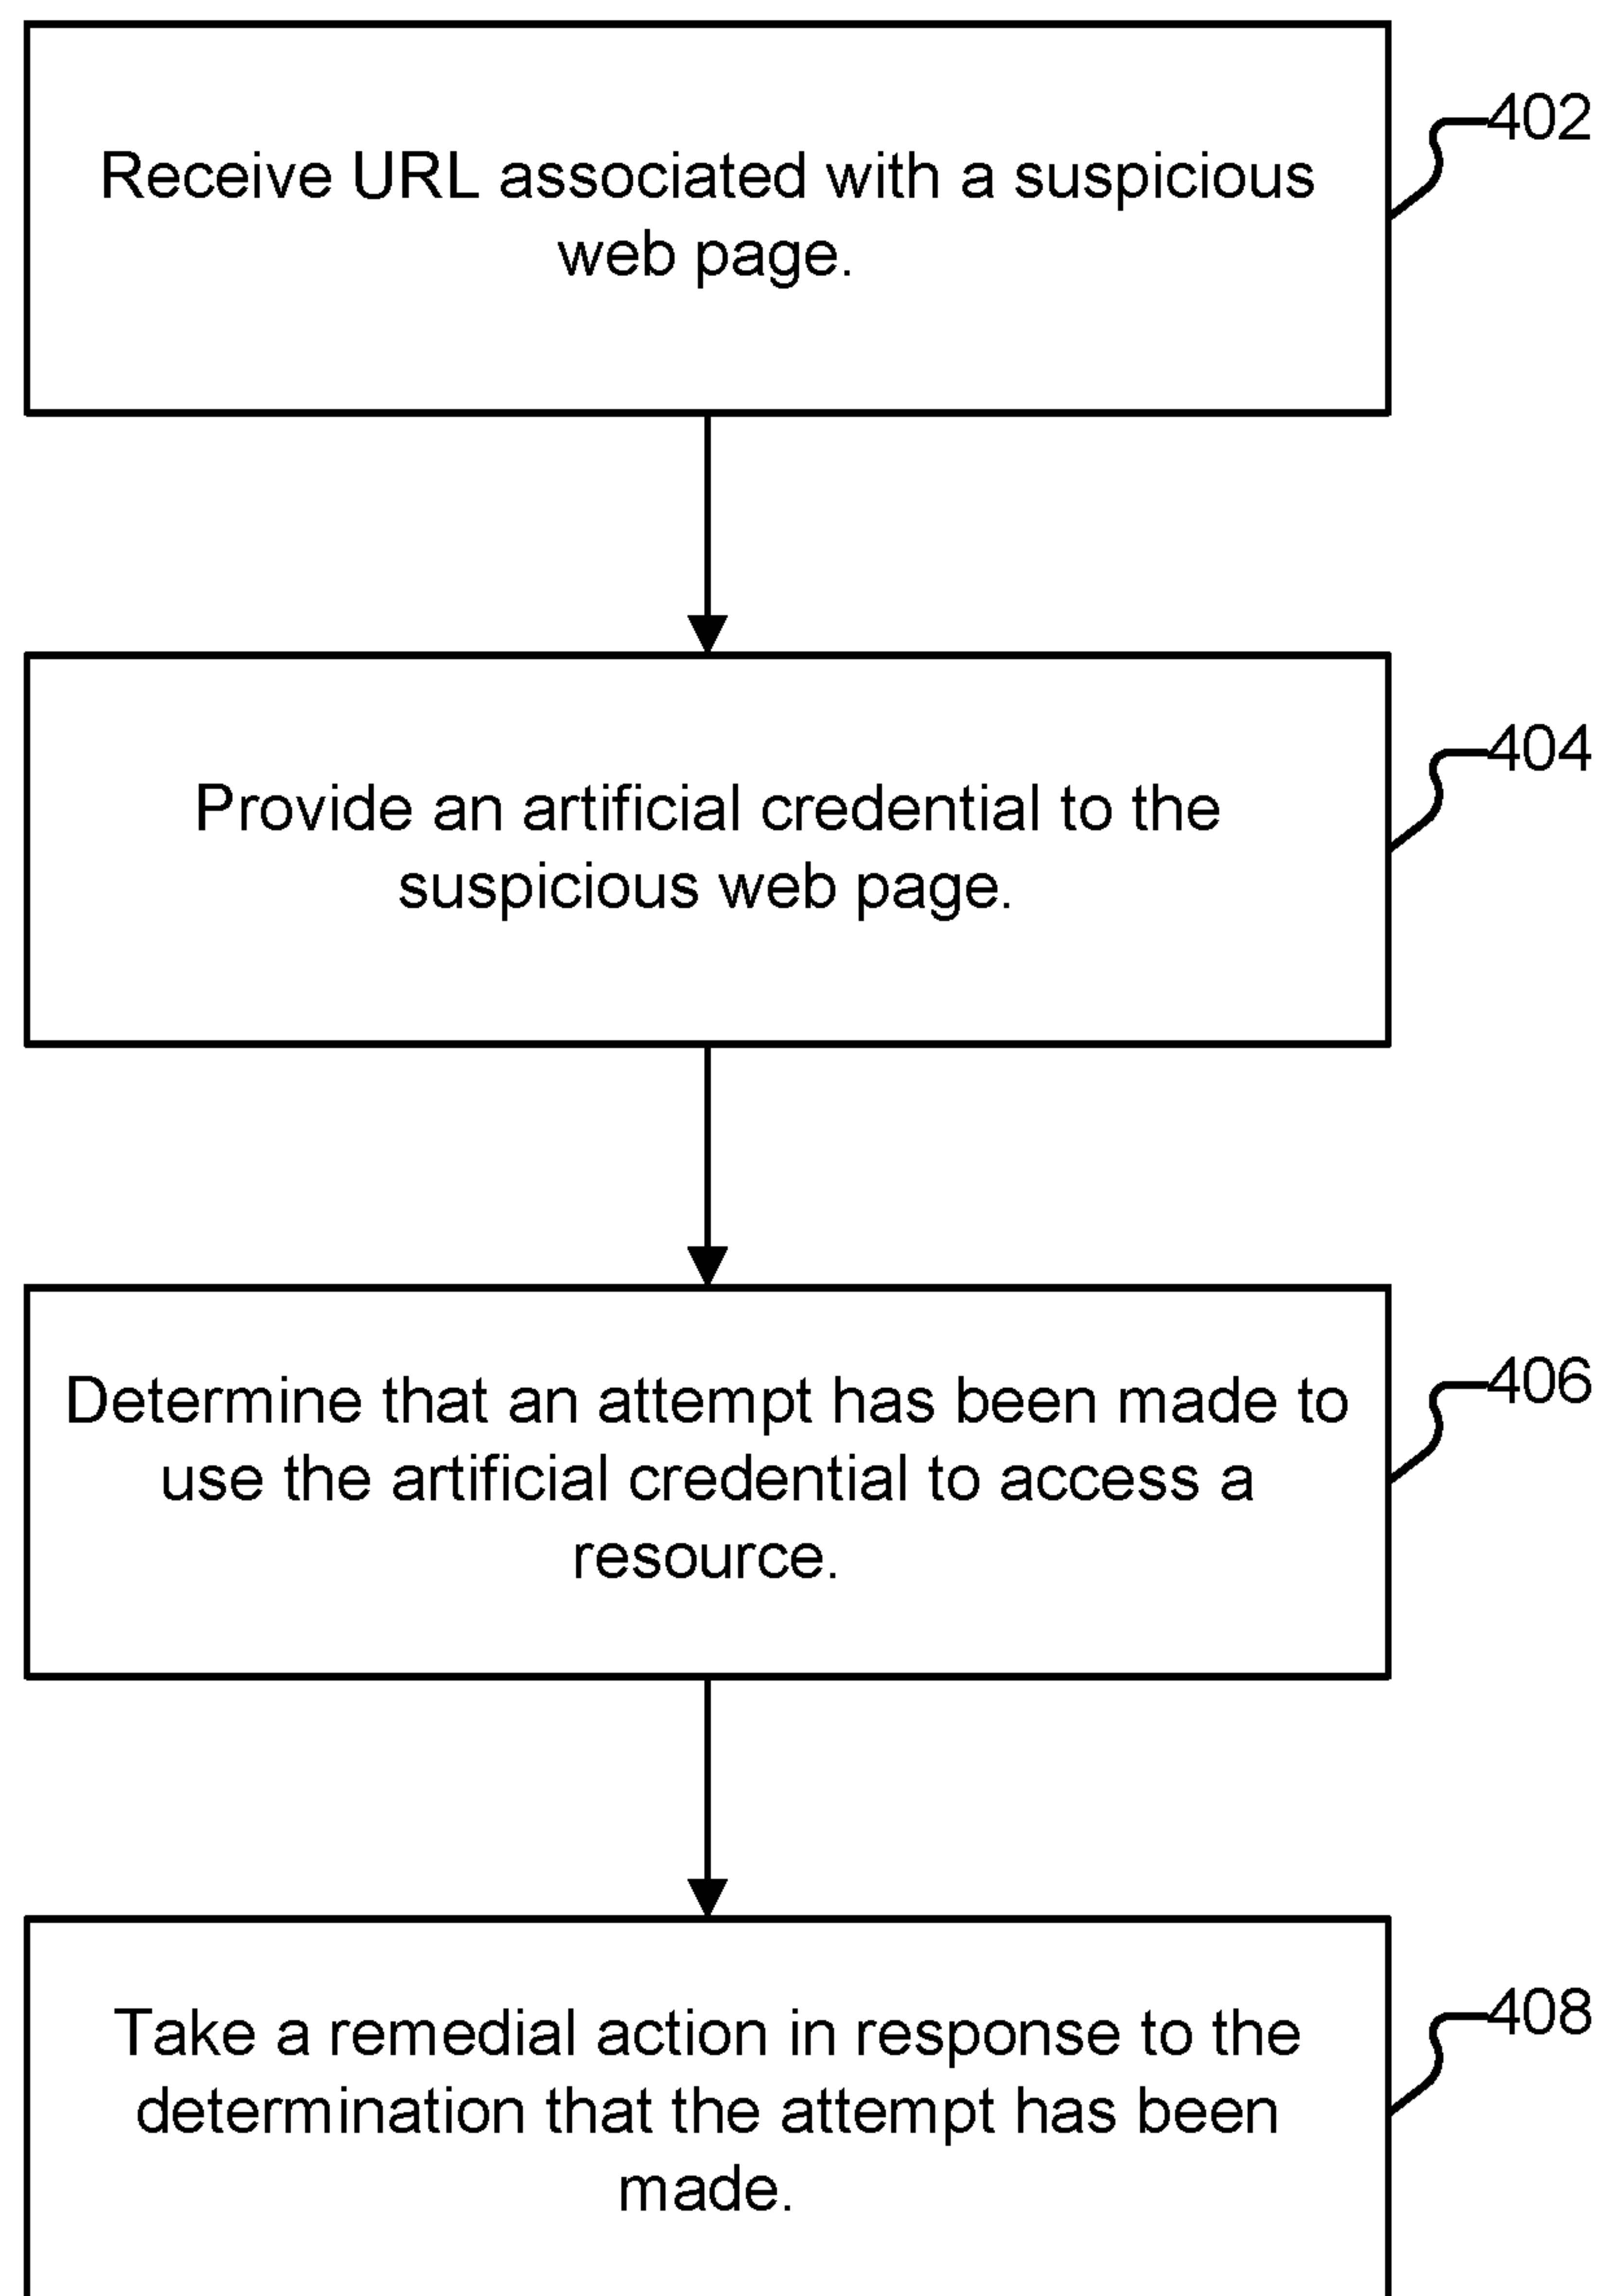 402
Receive URL associated with a suspicious
web page.
404
Provide an artificial credential to the
suspicious web page.
406
Determine that an attempt has been made to
use the artificial credential to access a
resource.
408
Take a remedial action in response to the
determination that the attempt has been
made.